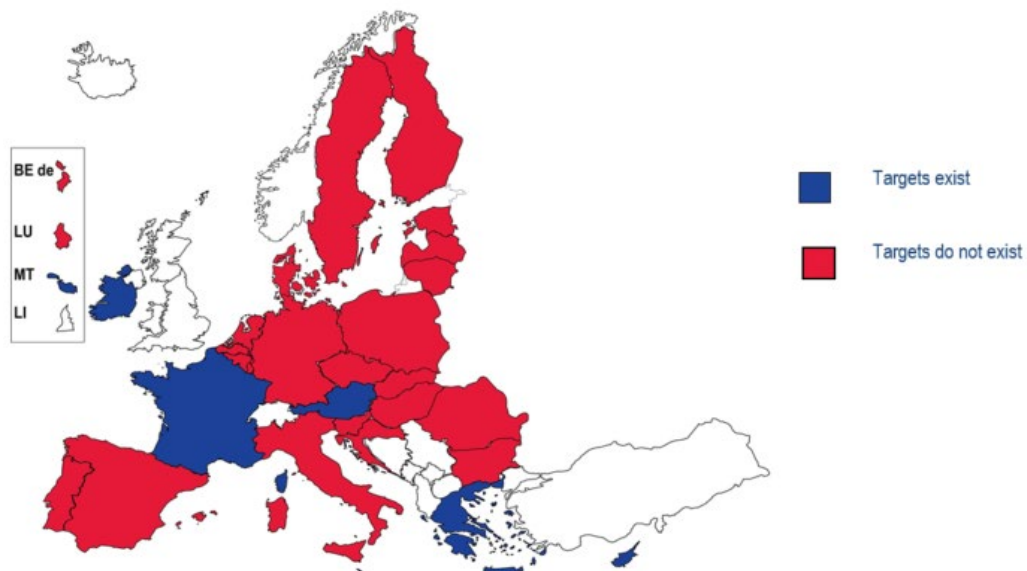 BE de
LU
MT
LI
Targets exist
Targets do not exist